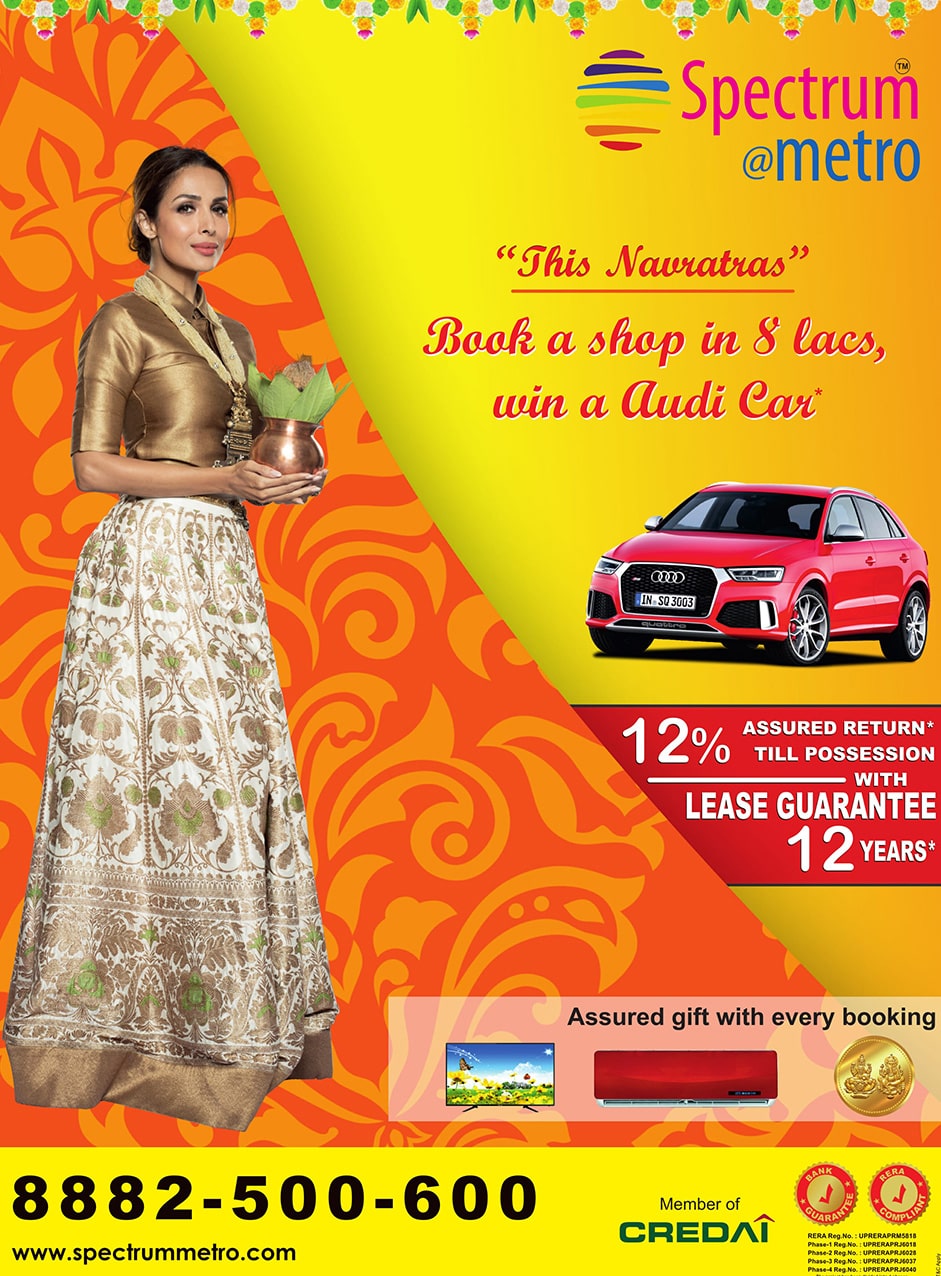 Spectrum
TM
@metro
“This Navratras”
Book a shop in 8 lacs,
win a Audi Car*
IN SQ 3003
quattro
12% ASSURED RETURN*
TILL POSSESSION
WITH
LEASE GUARANTEE
12 YEARS*
Assured gift with every booking
8882-500-600
www.spectrummetro.com
Member of
CREDAI
BANK
GUARANTEE
RERA
COMPLIANT
RERA Reg.No. : UPRERAPRM5818
Phase-1 Reg.No. : UPRERAPRJ6018
Phase-2 Reg.No. : UPRERAPRJ6028
Phase-3 Reg.No. : UPRERAPRJ6037
Phase-4 Reg.No. : UPRERAPRJ6040